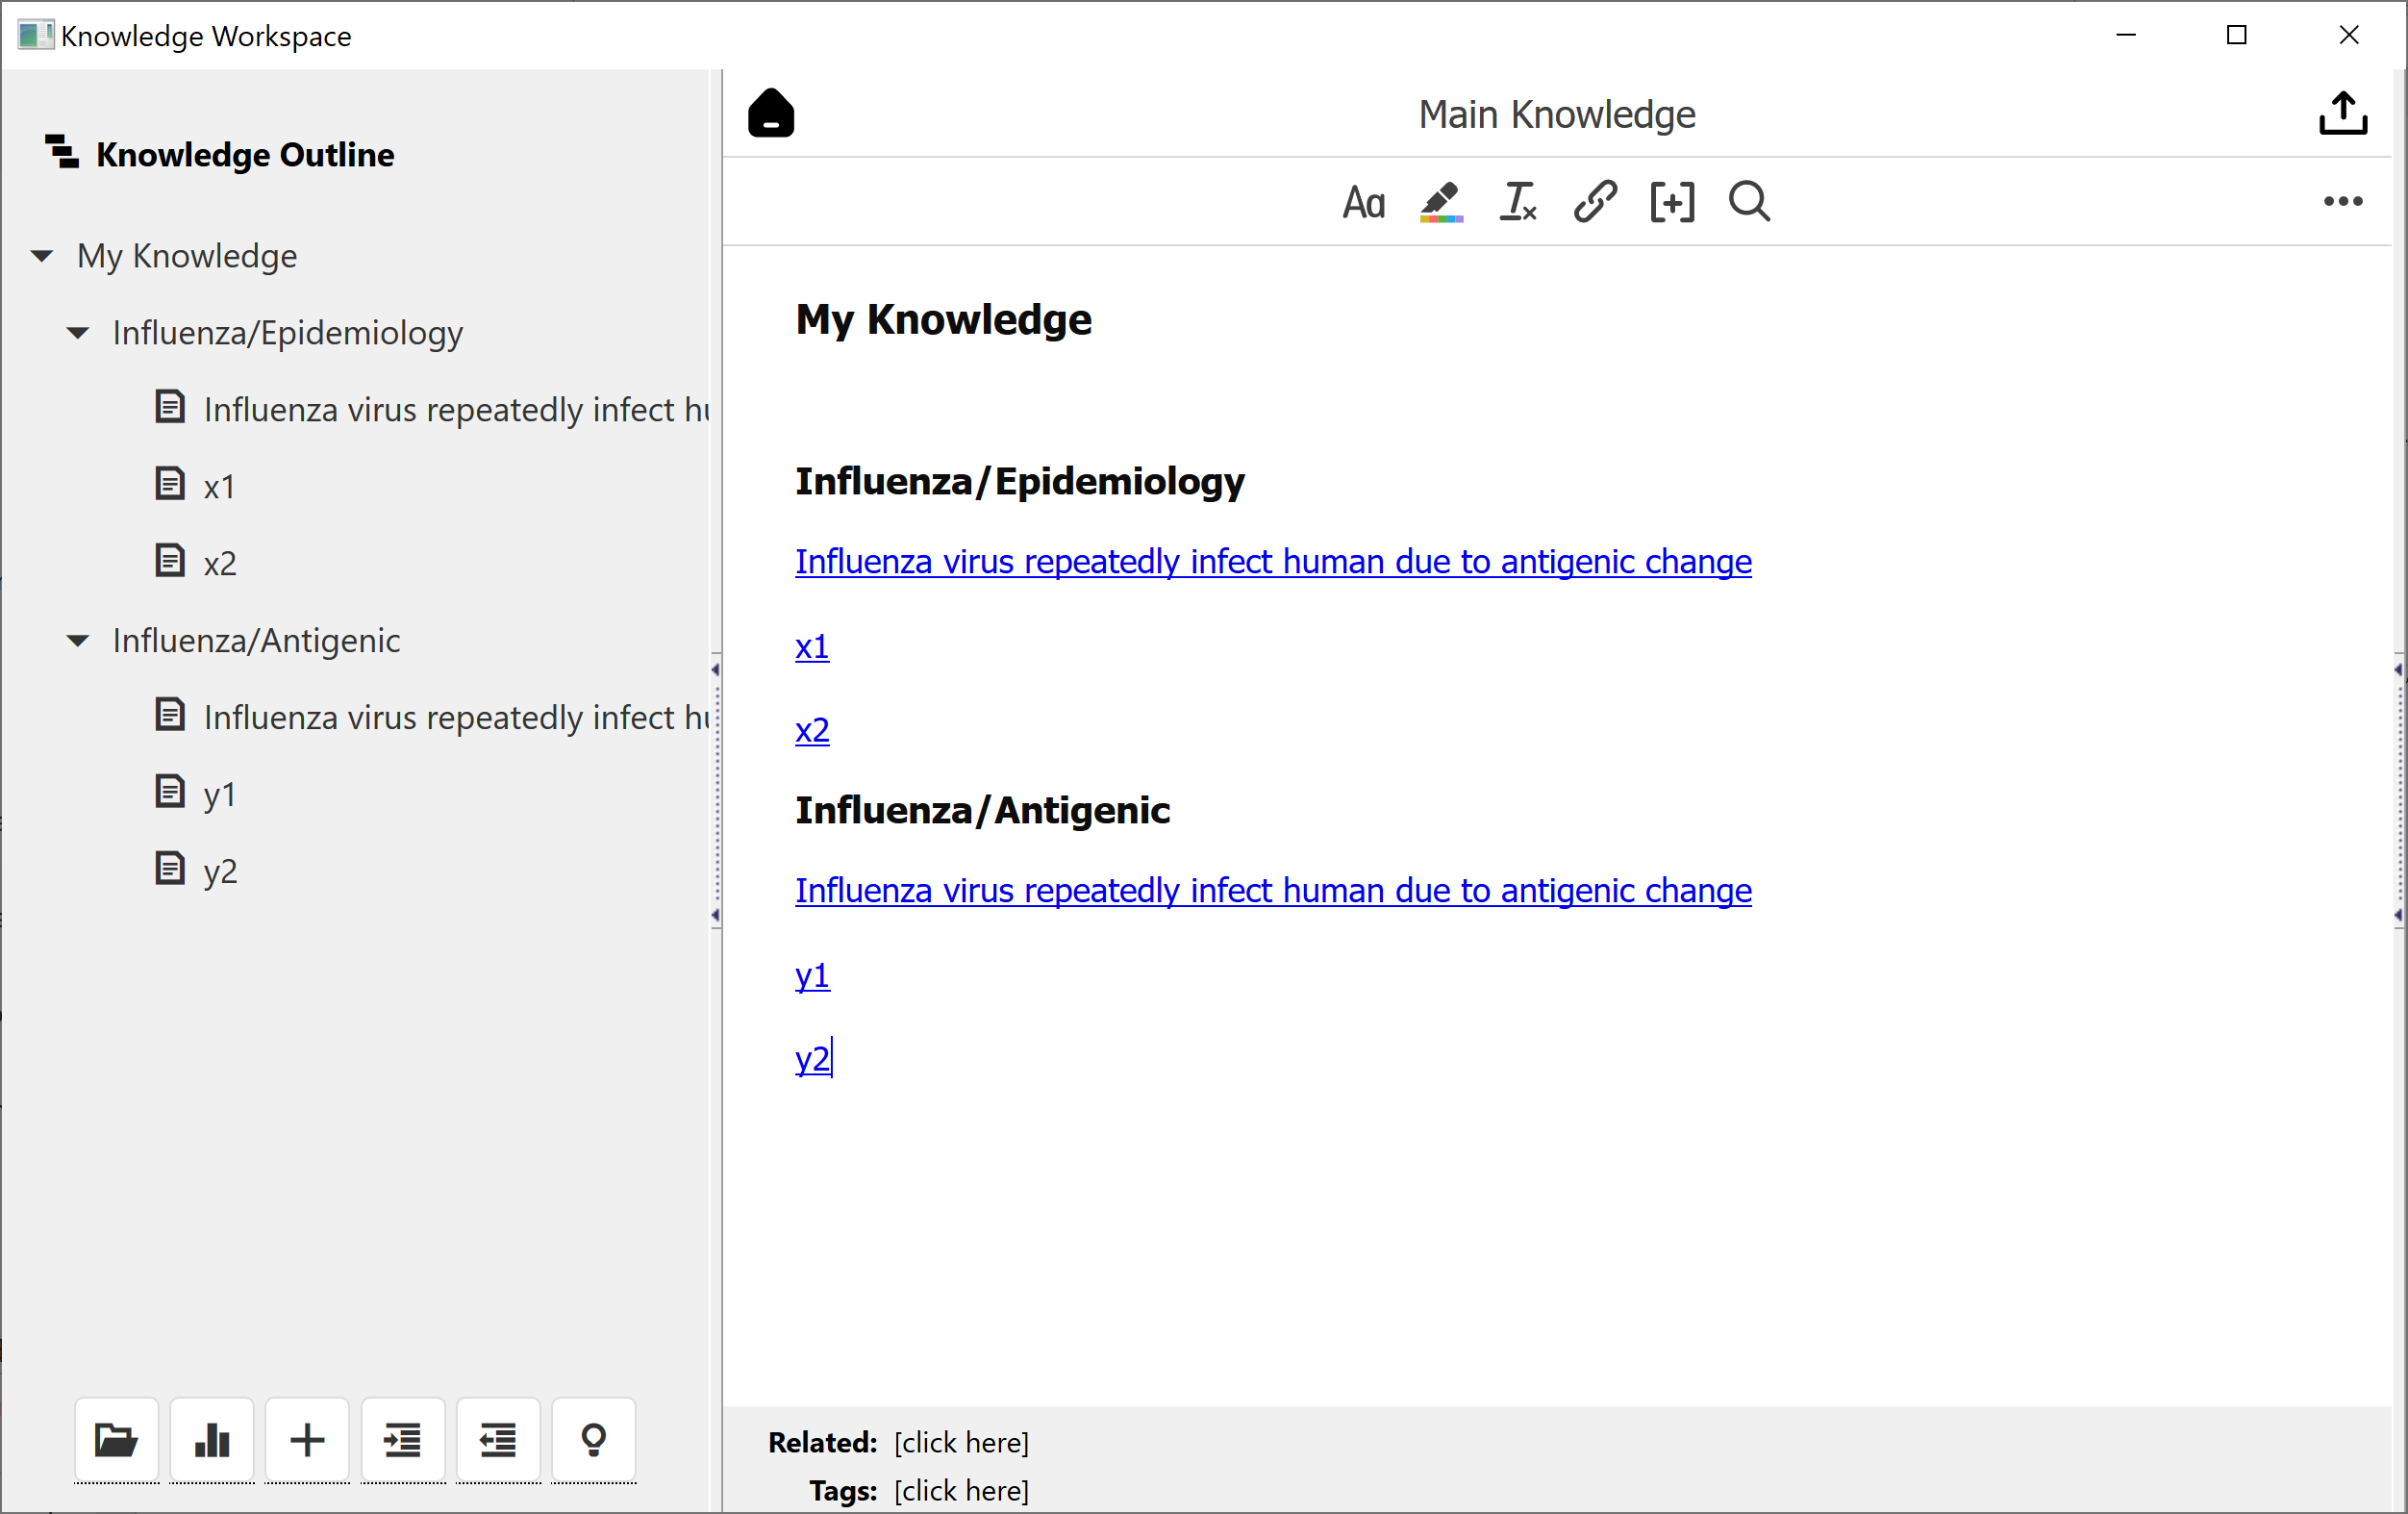 Knowledge Workspace
Knowledge Outline
My Knowledge
Influenza/Epidemiology
Influenza virus repeatedly infect hu
x1
x2
Influenza/Antigenic
Influenza virus repeatedly infect hu
y1
y2
Main Knowledge
Aa
My Knowledge
Influenza/Epidemiology
Influenza virus repeatedly infect human due to antigenic change
x1
x2
Influenza/Antigenic
Influenza virus repeatedly infect human due to antigenic change
y1
y2
Related: [click here]
Tags: [click here]